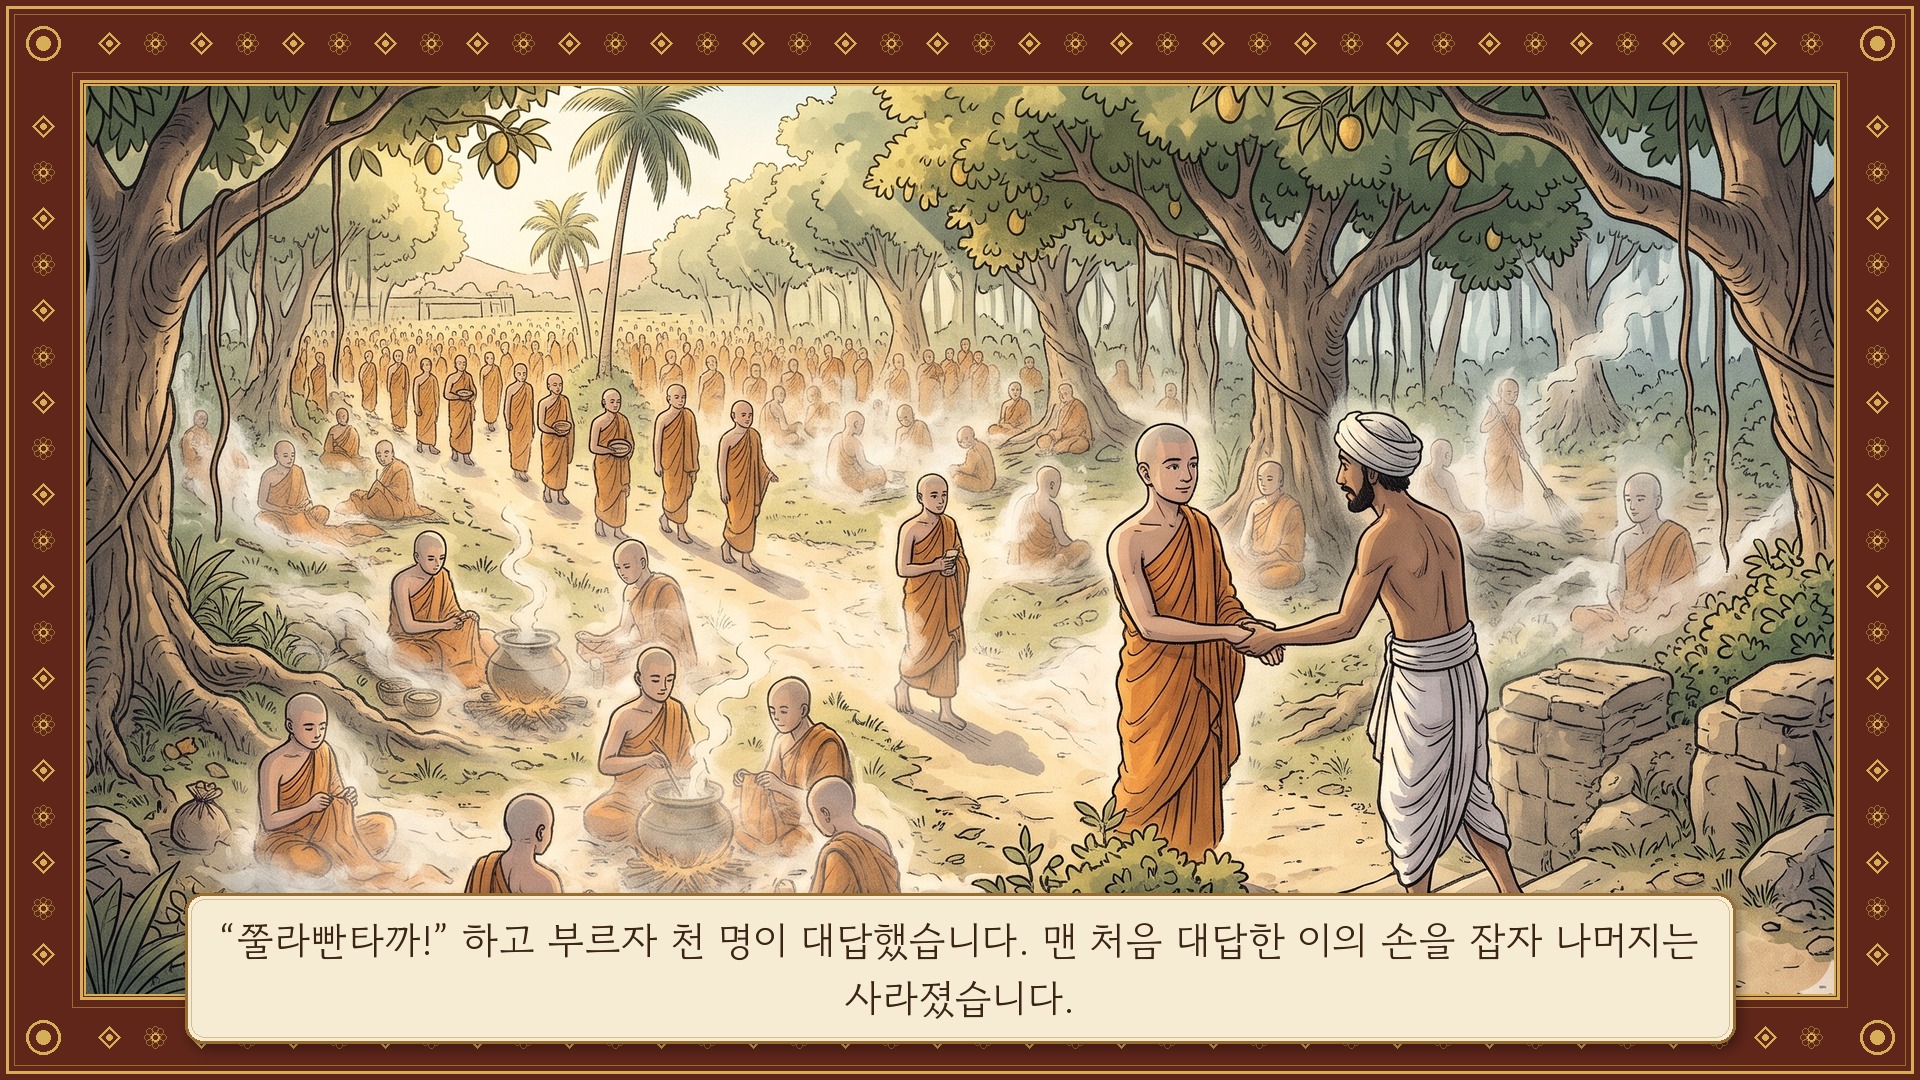 “쭐라빤타까!” 하고 부르자 천 명이 대답했습니다. 맨 처음 대답한 이의 손을 잡자 나머지는
사라졌습니다.